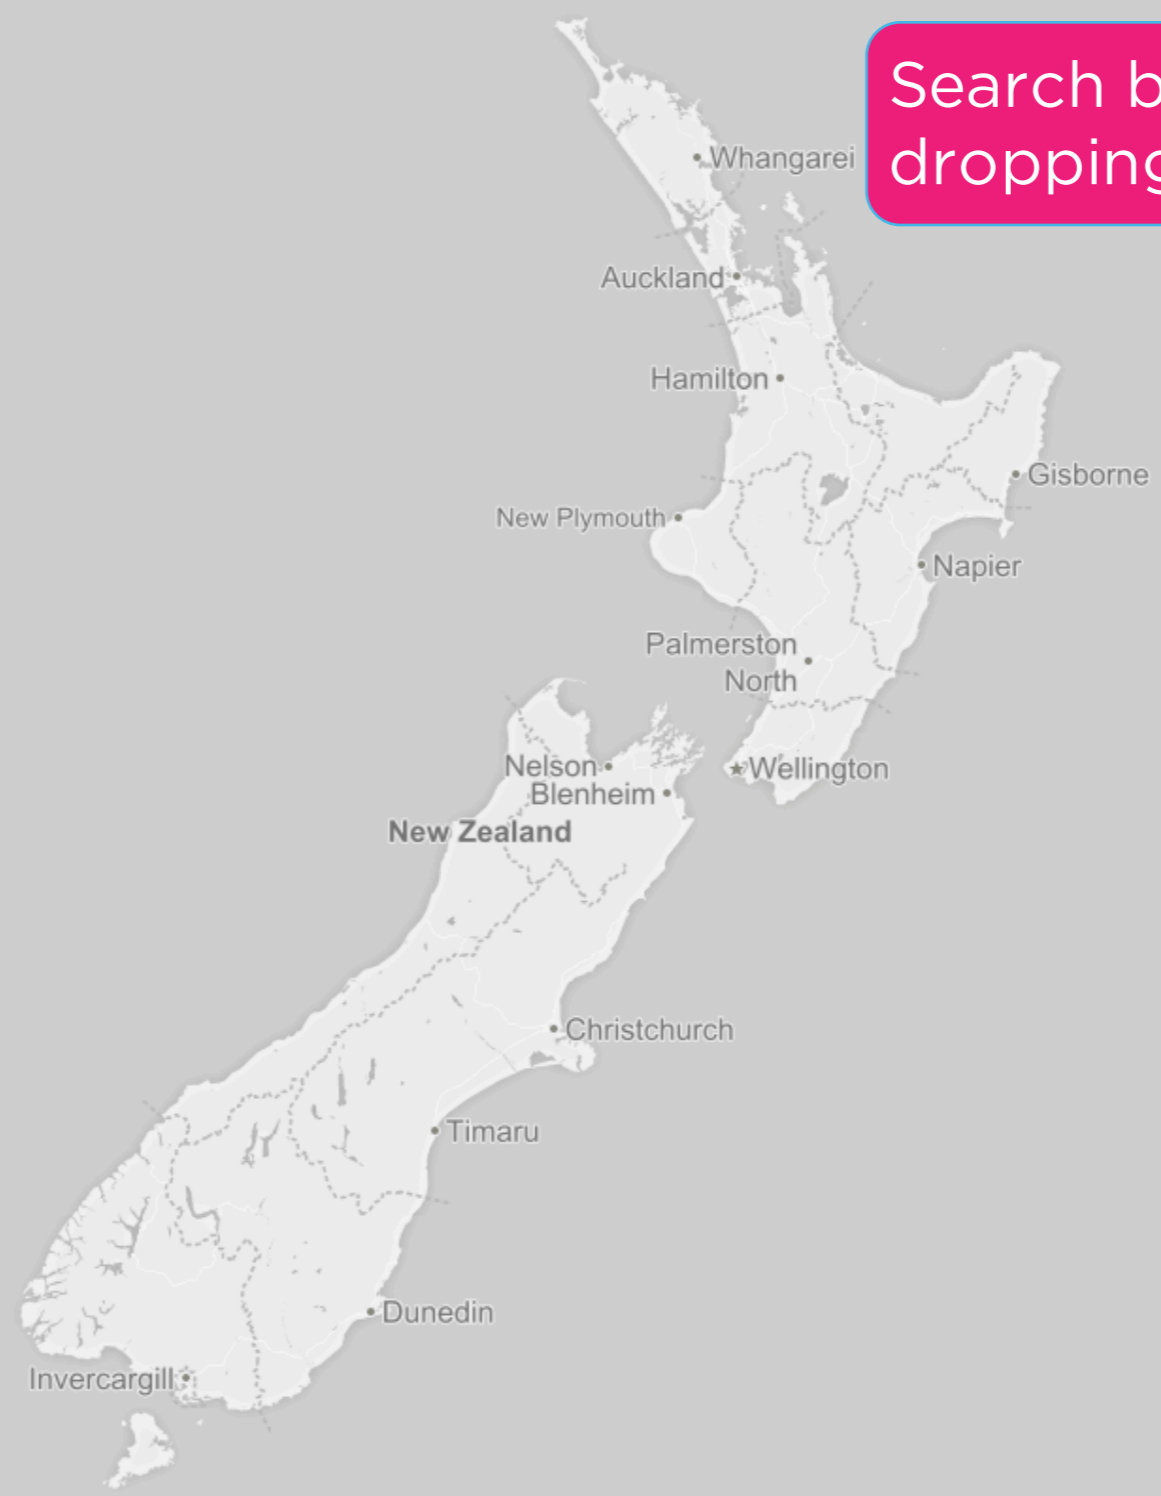 Search b
dropping
Whangarei
Auckland
Hamilton
Gisborne
New Plymouth
Napier
Palmerston
North
Nelson
Wellington
Blenheim
New Zealand
Christchurch
Timaru
Dunedin
Invercargill